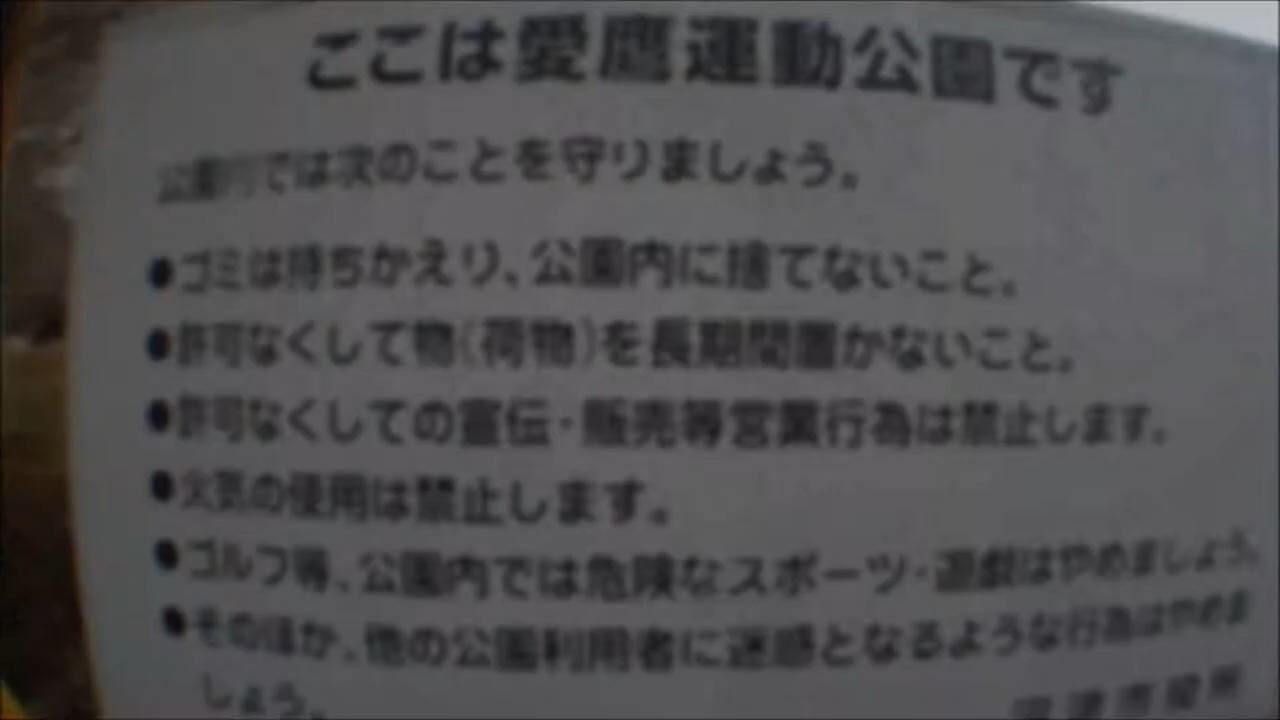 ここは愛鷹運動公園です
公園内では次のことを守りましょう。
●ゴミは持ちかえり、公園内に捨てないこと。
●許可なくして物(荷物)を長期間置かないこと。
●許可なくしての宣伝・販売等営業行為は禁止します。
●火気の使用は禁止します。
●ゴルフ等、公園内では危険なスポーツ・遊戯はやめましょう。
●そのほか、他の公園利用者に迷惑となるような行為はやめま
しょう。
沼津市役所